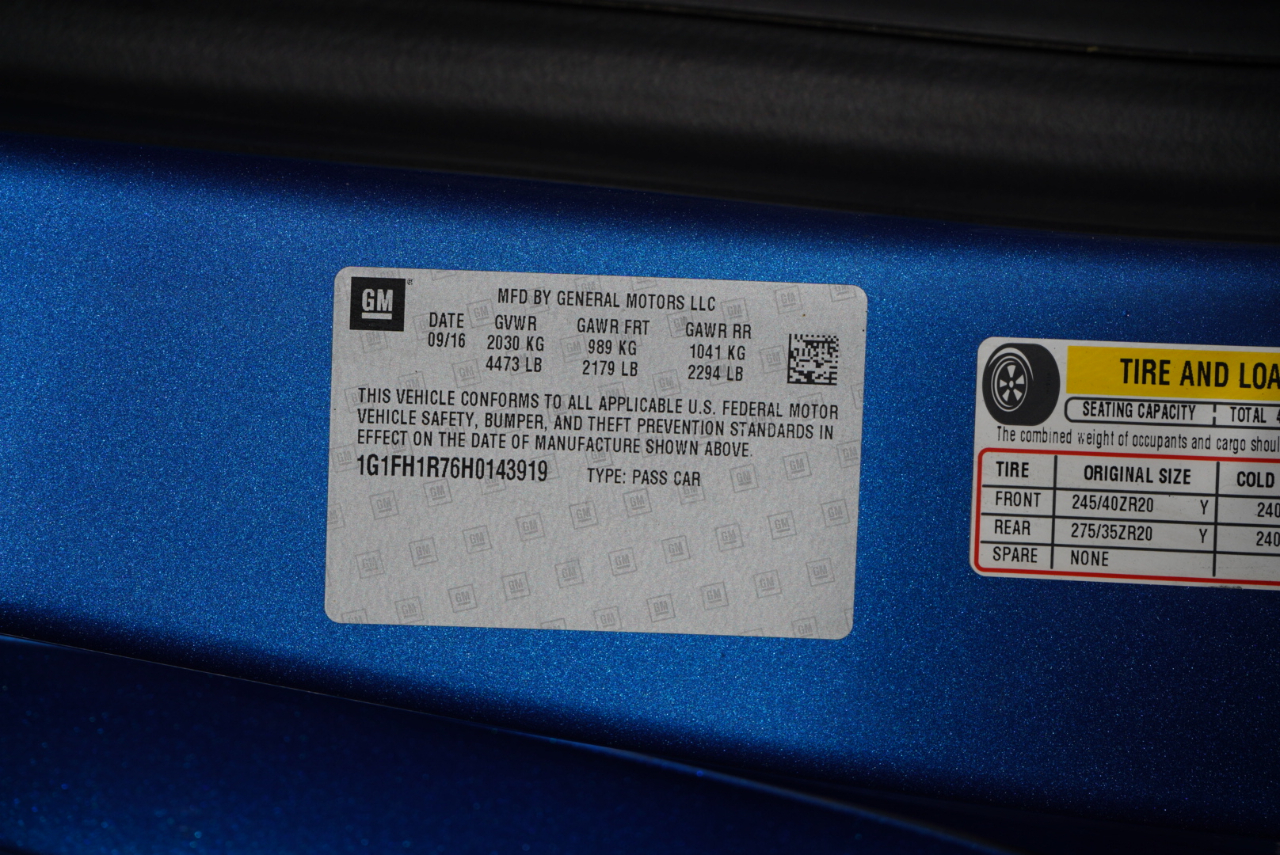 GM
MFD BY GENERAL MOTORS LLC
DATE GVWR GAWR FRT GAWR RR
09/16 2030 KG 989 KG 1041 KG
4473 LB 2179 LB 2294 LB
THIS VEHICLE CONFORMS TO ALL APPLICABLE U.S. FEDERAL MOTOR
VEHICLE SAFETY, BUMPER, AND THEFT PREVENTION STANDARDS IN
EFFECT ON THE DATE OF MANUFACTURE SHOWN ABOVE.
1G1FH1R76H0143919 TYPE: PASS CAR
TIRE AND LOA
SEATING CAPACITY TOTAL
The combined weight of occupants and cargo shoul
TIRE ORIGINAL SIZE COLD
FRONT 245/40ZR20 Y 240
REAR 275/35ZR20 Y 240
SPARE NONE